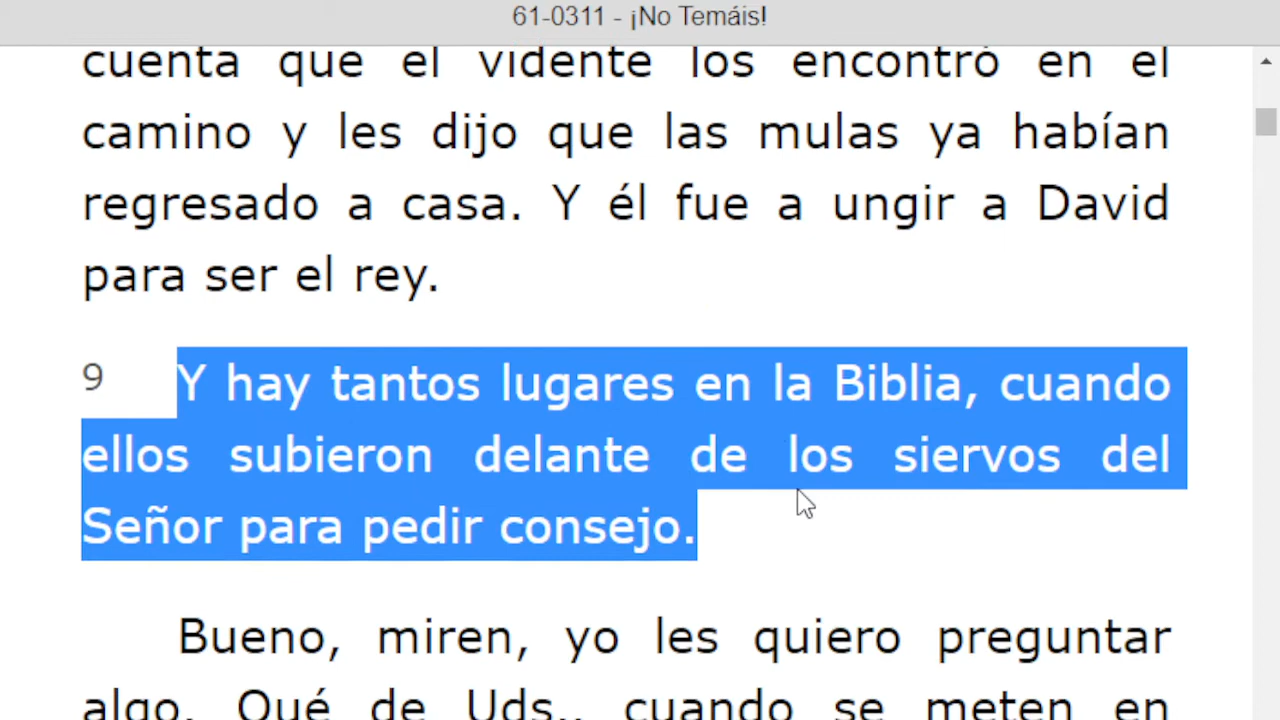 61-0311 - ¡No Temáis!
cuenta que el vidente los encontró en el
camino y les dijo que las mulas ya habían
regresado a casa. Y él fue a ungir a David
para ser el rey.
9 Y hay tantos lugares en la Biblia, cuando
ellos subieron delante de los siervos del
Señor para pedir consejo.
Bueno, miren, yo les quiero preguntar
algo. Qué de Uds., cuando se meten en